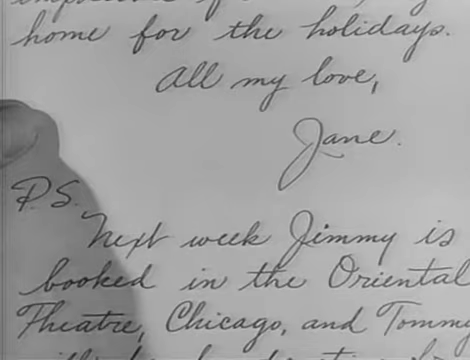 home for the holidays.
All my love,
Jane.
P.S.
Next week Jimmy is
booked in the Oriental
Theatre, Chicago, and Tommy